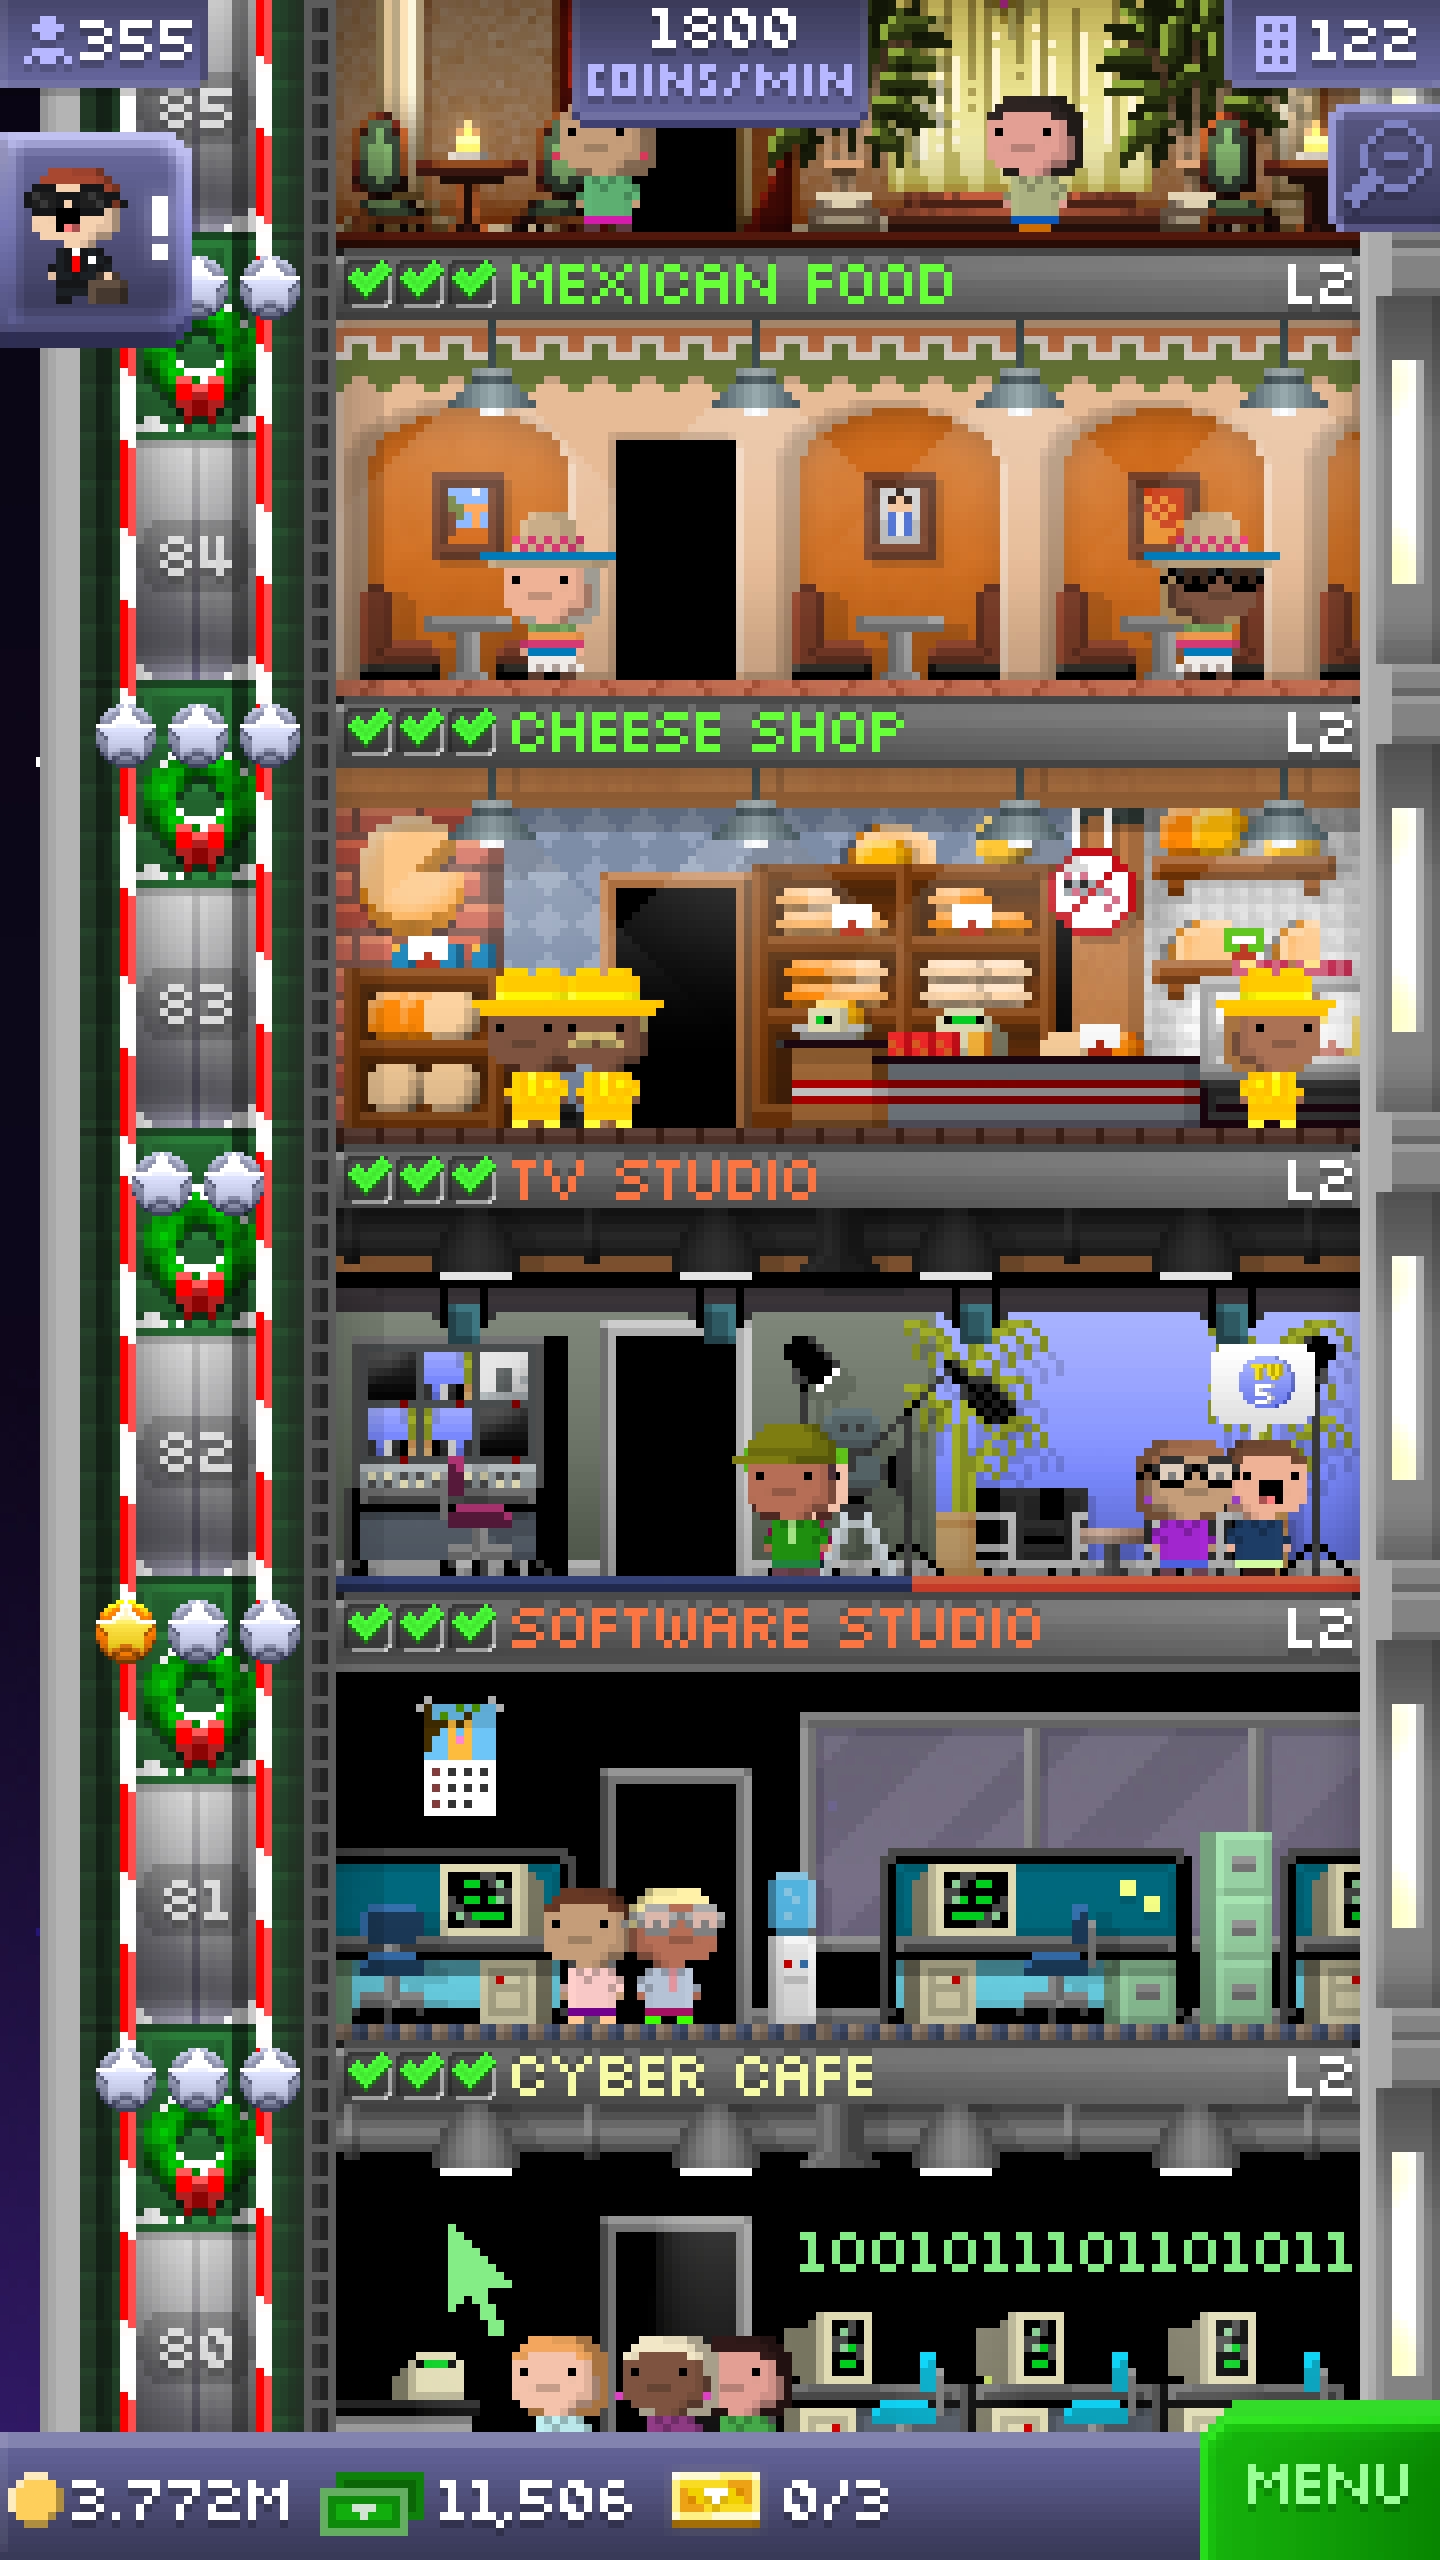 355
1800
COINS/MIN
122
85
!
MEXICAN FOOD L2
84
CHEESE SHOP L2
83
TV STUDIO L2
TV
5
82
SOFTWARE STUDIO L2
81
CYBER CAFE L2
1001011101101011
80
3.772M 11,506 0/3 MENU